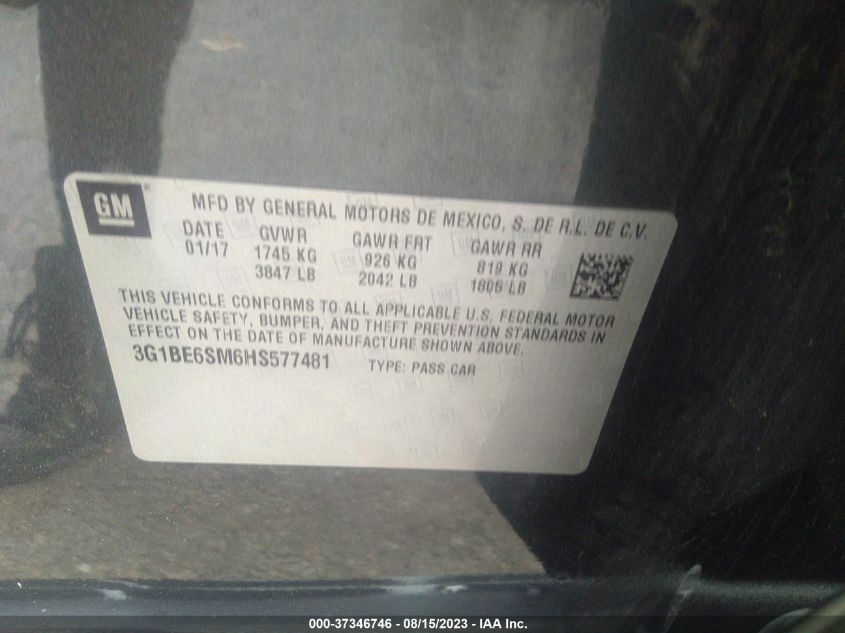 GM
MFD BY GENERAL MOTORS DE MEXICO, S. DE R.L. DE C.V.
DATE GVWR GAWR FRT GAWR RR
01/17 1745 KG 926 KG 819 KG
3847 LB 2042 LB 1805 LB
THIS VEHICLE CONFORMS TO ALL APPLICABLE U.S. FEDERAL MOTOR
VEHICLE SAFETY, BUMPER, AND THEFT PREVENTION STANDARDS IN
EFFECT ON THE DATE OF MANUFACTURE SHOWN ABOVE.
3G1BE6SM6HS577481 TYPE: PASS CAR
000-37346746 - 08/15/2023 - IAA Inc.